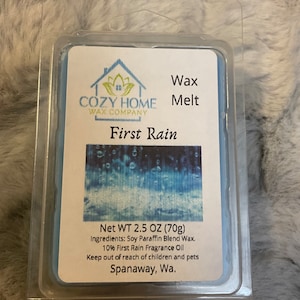 Wax
Melt
COZY HOME
WAX COMPANY
First Rain
Net WT 2.5 OZ (70g)
Ingredients: Soy Paraffin Blend Wax.
10% First Rain Fragrance Oil
Keep out of reach of children and pets
Spanaway, Wa.